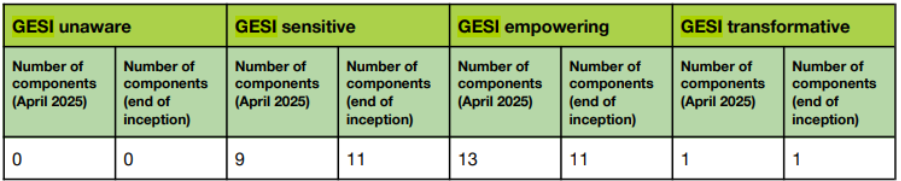 GESI unaware
GESI sensitive
GESI empowering
GESI transformative
Number of
components
(April 2025)
Number of
components
(end of
inception)
Number of
components
(April 2025)
Number of
components
(end of
inception)
Number of
components
(April 2025)
Number of
components
(end of
inception)
Number of
components
(April 2025)
Number of
components
(end of
inception)
0
0
9
11
13
11
1
1